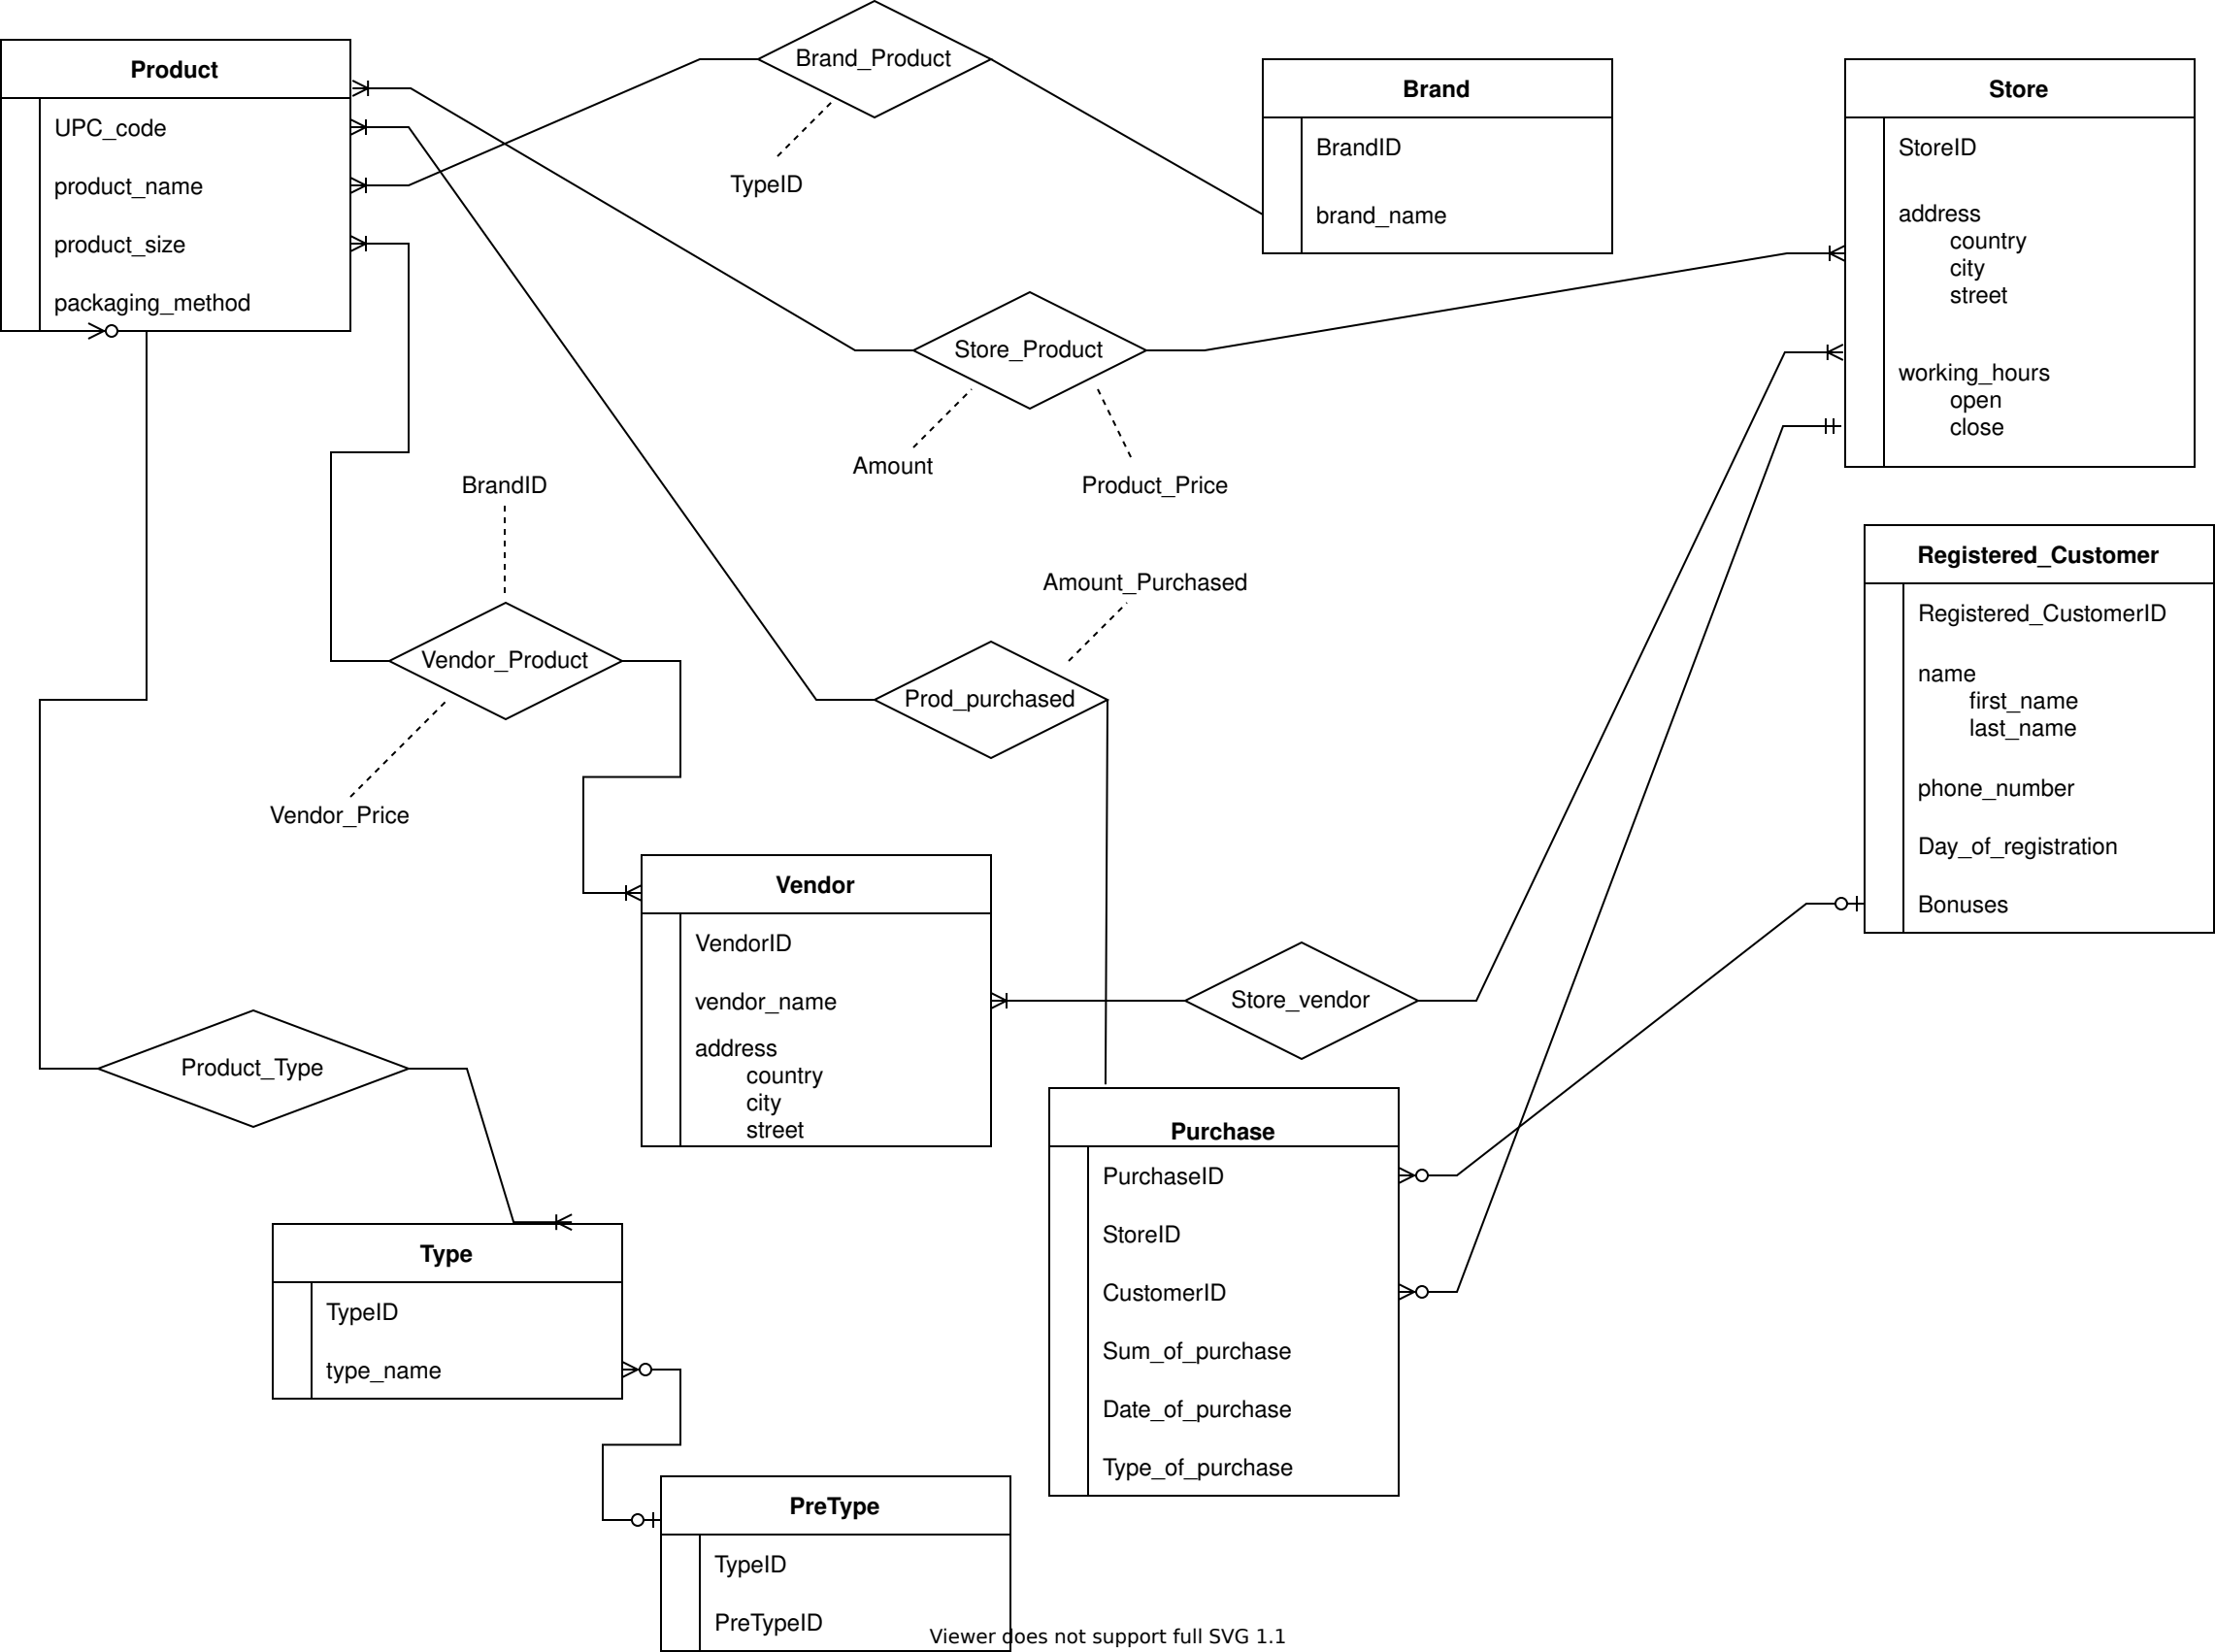 Product
UPC_code
product_name
product_size
packaging_method
Brand_Product
TypeID
Brand
BrandID
brand_name
Store
StoreID
address
country
city
street
working_hours
open
close
Store_Product
Amount
Product_Price
BrandID
Vendor_Product
Vendor_Price
Amount_Purchased
Prod_purchased
Registered_Customer
Registered_CustomerID
name
first_name
last_name
phone_number
Day_of_registration
Bonuses
Vendor
VendorID
vendor_name
address
country
city
street
Store_vendor
Product_Type
Purchase
PurchaseID
StoreID
CustomerID
Sum_of_purchase
Date_of_purchase
Type_of_purchase
Type
TypeID
type_name
PreType
TypeID
PreTypeID
Viewer does not support full SVG 1.1